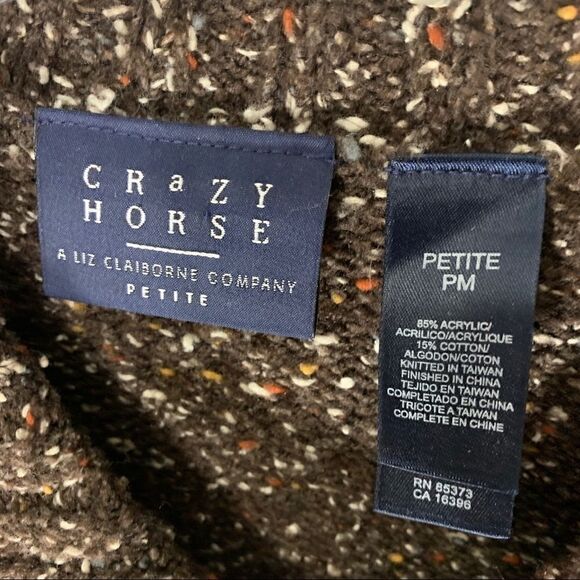 CRaZY
HORSE
A LIZ CLAIBORNE COMPANY
PETITE
PETITE
PM
85% ACRYLIC/
ACRILICO/ACRYLIQUE
15% COTTON/
ALGODON/COTON
KNITTED IN TAIWAN
FINISHED IN CHINA
TEJIDO EN TAIWAN
COMPLETADO EN CHINA
TRICOTE A TAIWAN
COMPLETE EN CHINE
RN 85373
CA 16396